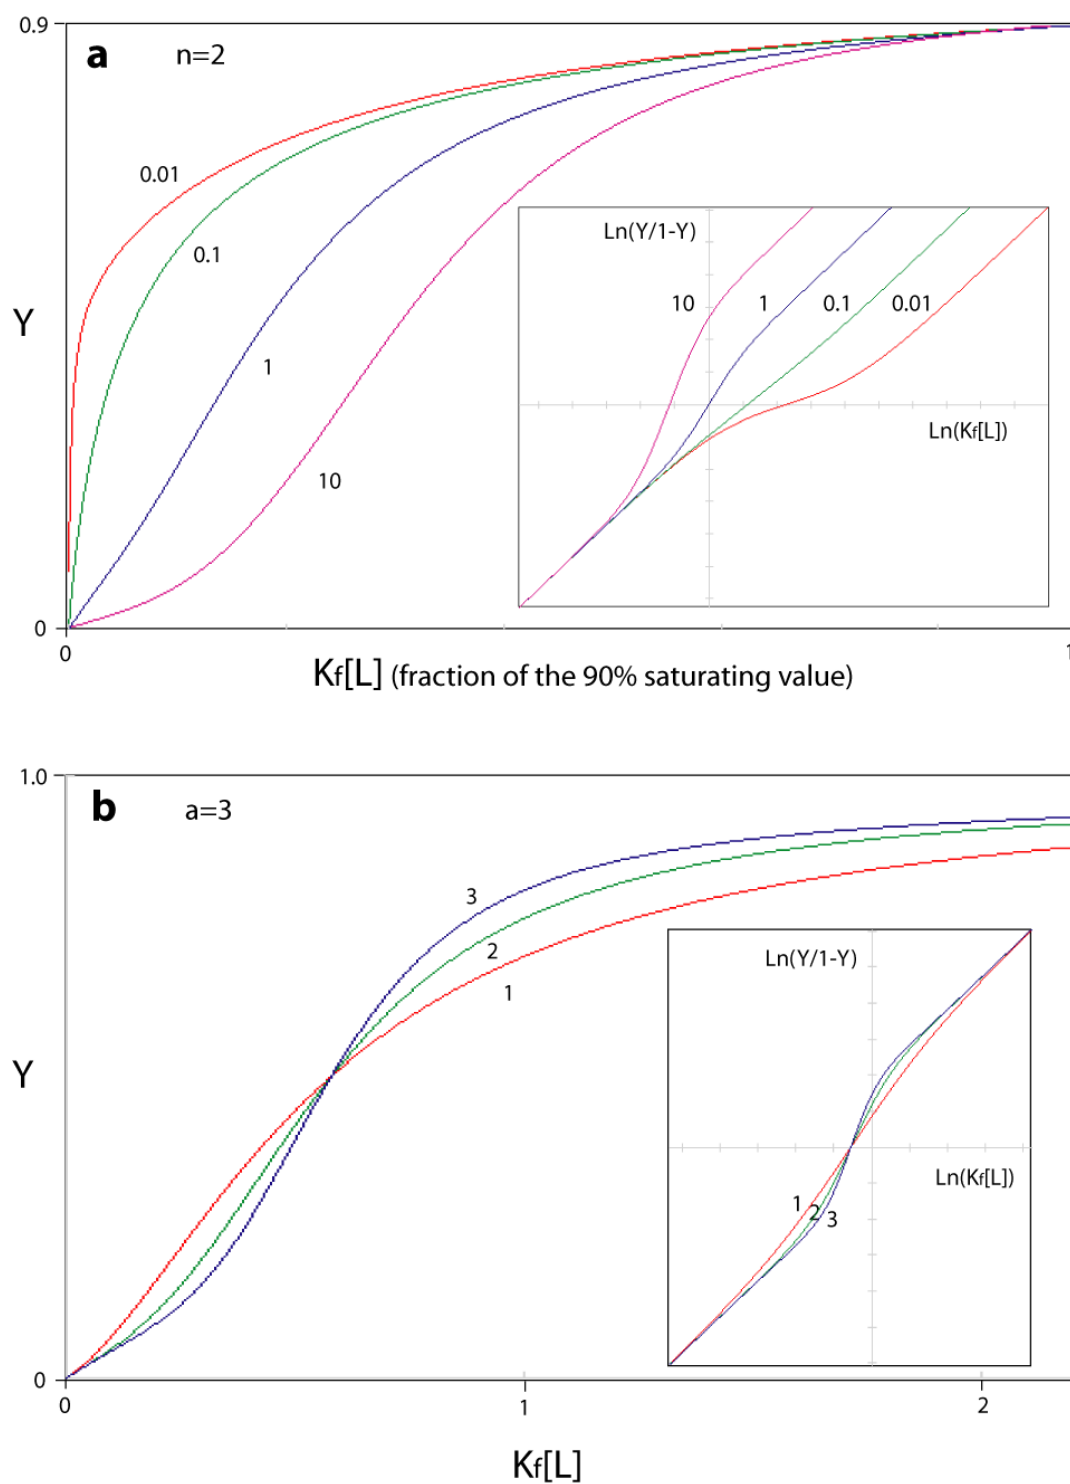 0.9
a
n=2
0.01
0.1
1
10
Y
0
0
1
Kf[L] (fraction of the 90% saturating value)
Ln(Y/1-Y)
10
1
0.1
0.01
Ln(Kf[L])
1.0
b
a=3
3
2
1
Y
0
0
1
2
Kf[L]
Ln(Y/1-Y)
Ln(Kf[L])
1
2
3